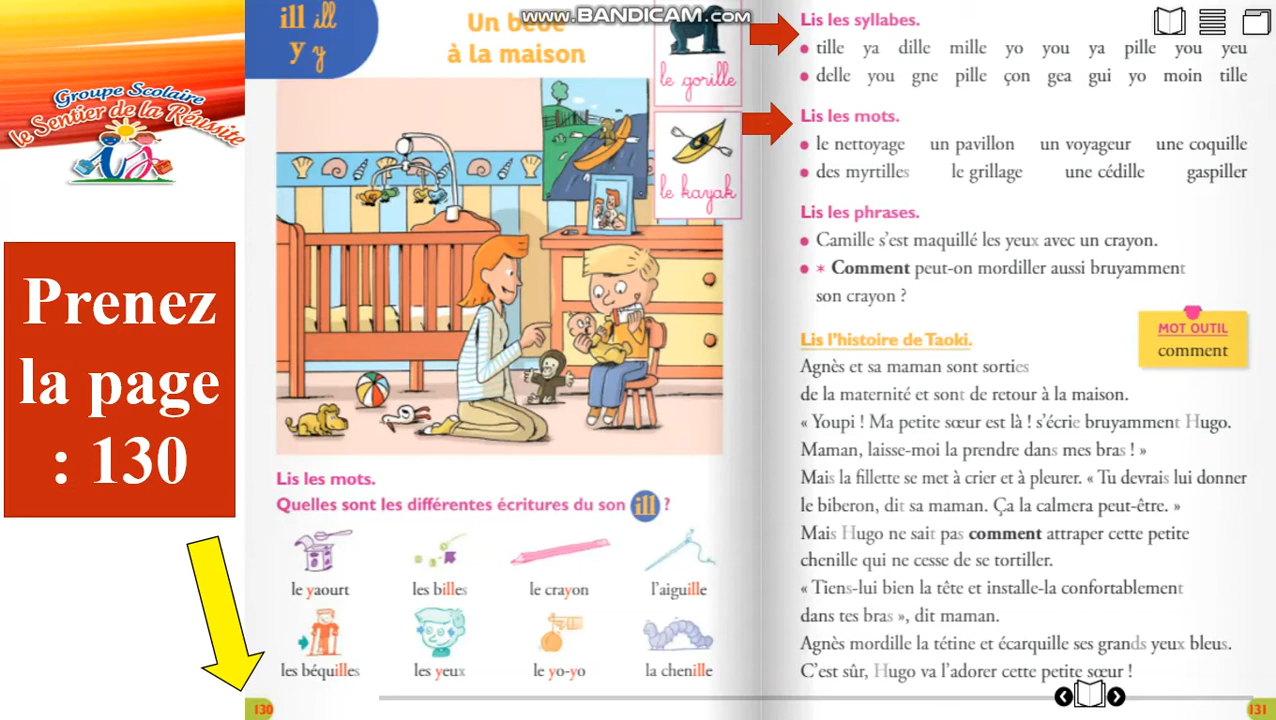 Groupe Scolaire
le Sentier de la Réussite
Prenez
la page
: 130
www.BANDICAM.com
ill ill
y y
Un bébé
à la maison
le gorille
le kayak
Lis les mots.
Quelles sont les différentes écritures du son ill ?
le yaourt les billes le crayon l'aiguille
les béquilles les yeux le yo-yo la chenille
130
Lis les syllabes.
• tille ya dille mille yo you ya pille you yeu
• delle you gne pille çon gea gui yo moin tille
Lis les mots.
• le nettoyage un pavillon un voyageur une coquille
• des myrtilles le grillage une cédille gaspiller
Lis les phrases.
• Camille s'est maquillé les yeux avec un crayon.
• * Comment peut-on mordiller aussi bruyamment
son crayon ?
MOT OUTIL
comment
Lis l'histoire de Taoki.
Agnès et sa maman sont sorties
de la maternité et sont de retour à la maison.
« Youpi ! Ma petite sœur est là ! s'écrie bruyamment Hugo.
Maman, laisse-moi la prendre dans mes bras ! »
Mais la fillette se met à crier et à pleurer. « Tu devrais lui donner
le biberon, dit sa maman. Ça la calmera peut-être. »
Mais Hugo ne sait pas comment attraper cette petite
chenille qui ne cesse de se tortiller.
« Tiens-lui bien la tête et installe-la confortablement
dans tes bras », dit maman.
Agnès mordille la tétine et écarquille ses grands yeux bleus.
C'est sûr, Hugo va l'adorer cette petite sœur !
131